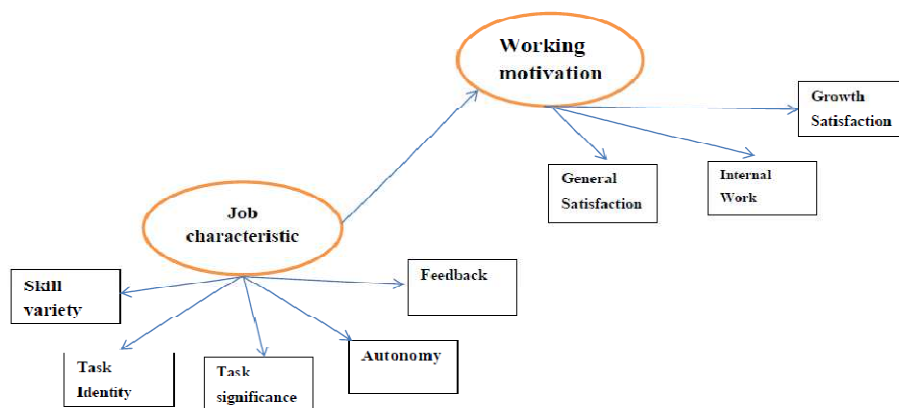 Working
motivation
Growth
Satisfaction
General
Satisfaction
Internal
Work
Job
characteristic
Feedback
Skill
variety
Autonomy
Task
Identity
Task
significance